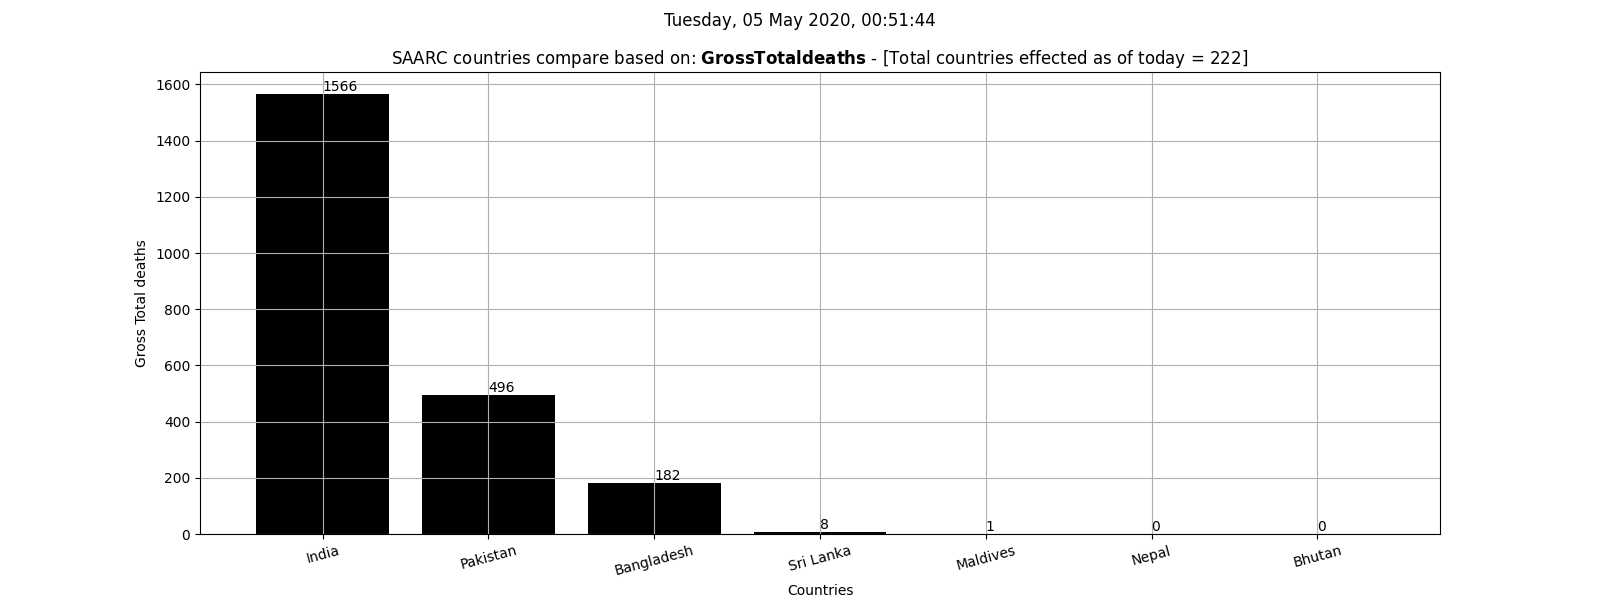 Tuesday, 05 May 2020, 00:51:44
SAARC countries compare based on: GrossTotaldeaths - [Total countries effected as of today = 222]
1600
1400
1200
1000
800
600
400
200
0
Gross Total deaths
1566
496
182
8
1
0
0
India
Pakistan
Bangladesh
Sri Lanka
Maldives
Nepal
Bhutan
Countries